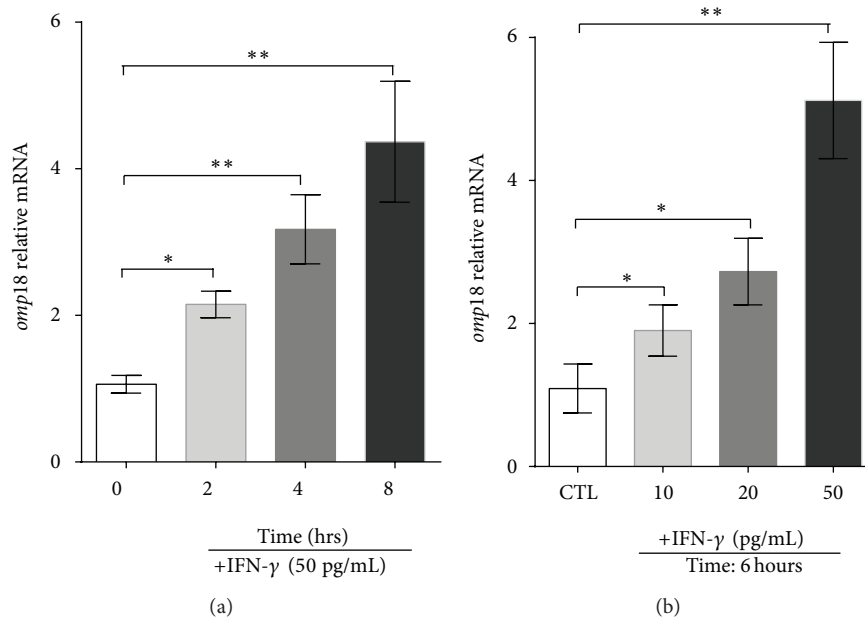 6
4
2
0
omp18 relative mRNA
**
**
*
0 2 4 8
Time (hrs)
+IFN-γ (50 pg/mL)
(a)
6
4
2
0
omp18 relative mRNA
**
*
*
CTL 10 20 50
+IFN-γ (pg/mL)
Time: 6 hours
(b)